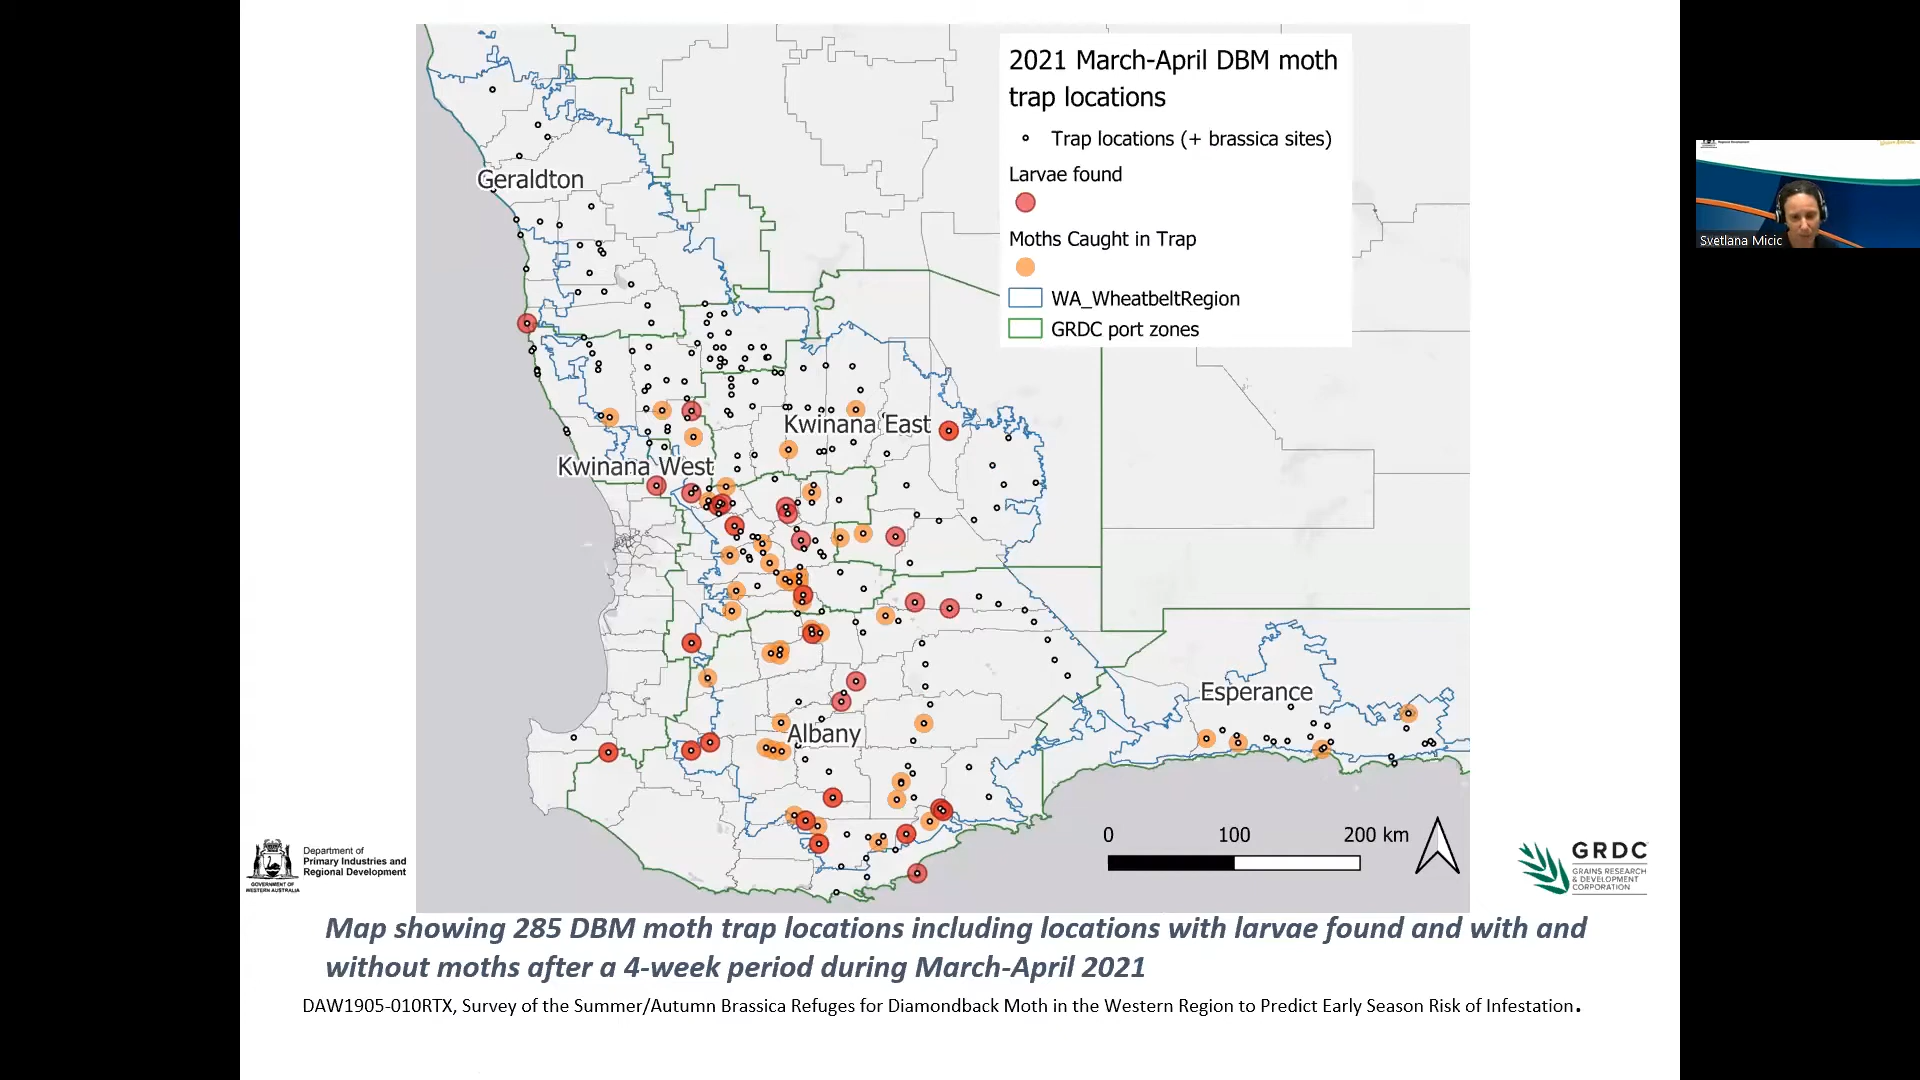 2021 March-April DBM moth
trap locations
Trap locations (+ brassica sites)
Larvae found
Moths Caught in Trap
WA_WheatbeltRegion
GRDC port zones
Geraldton
Kwinana East
Kwinana West
Esperance
Albany
0 100 200 km
Svetlana Micic
Department of
Primary Industries and
Regional Development
GOVERNMENT OF
WESTERN AUSTRALIA
GRDC
GRAINS RESEARCH
& DEVELOPMENT
CORPORATION
Map showing 285 DBM moth trap locations including locations with larvae found and with and
without moths after a 4-week period during March-April 2021
DAW1905-010RTX, Survey of the Summer/Autumn Brassica Refuges for Diamondback Moth in the Western Region to Predict Early Season Risk of Infestation.